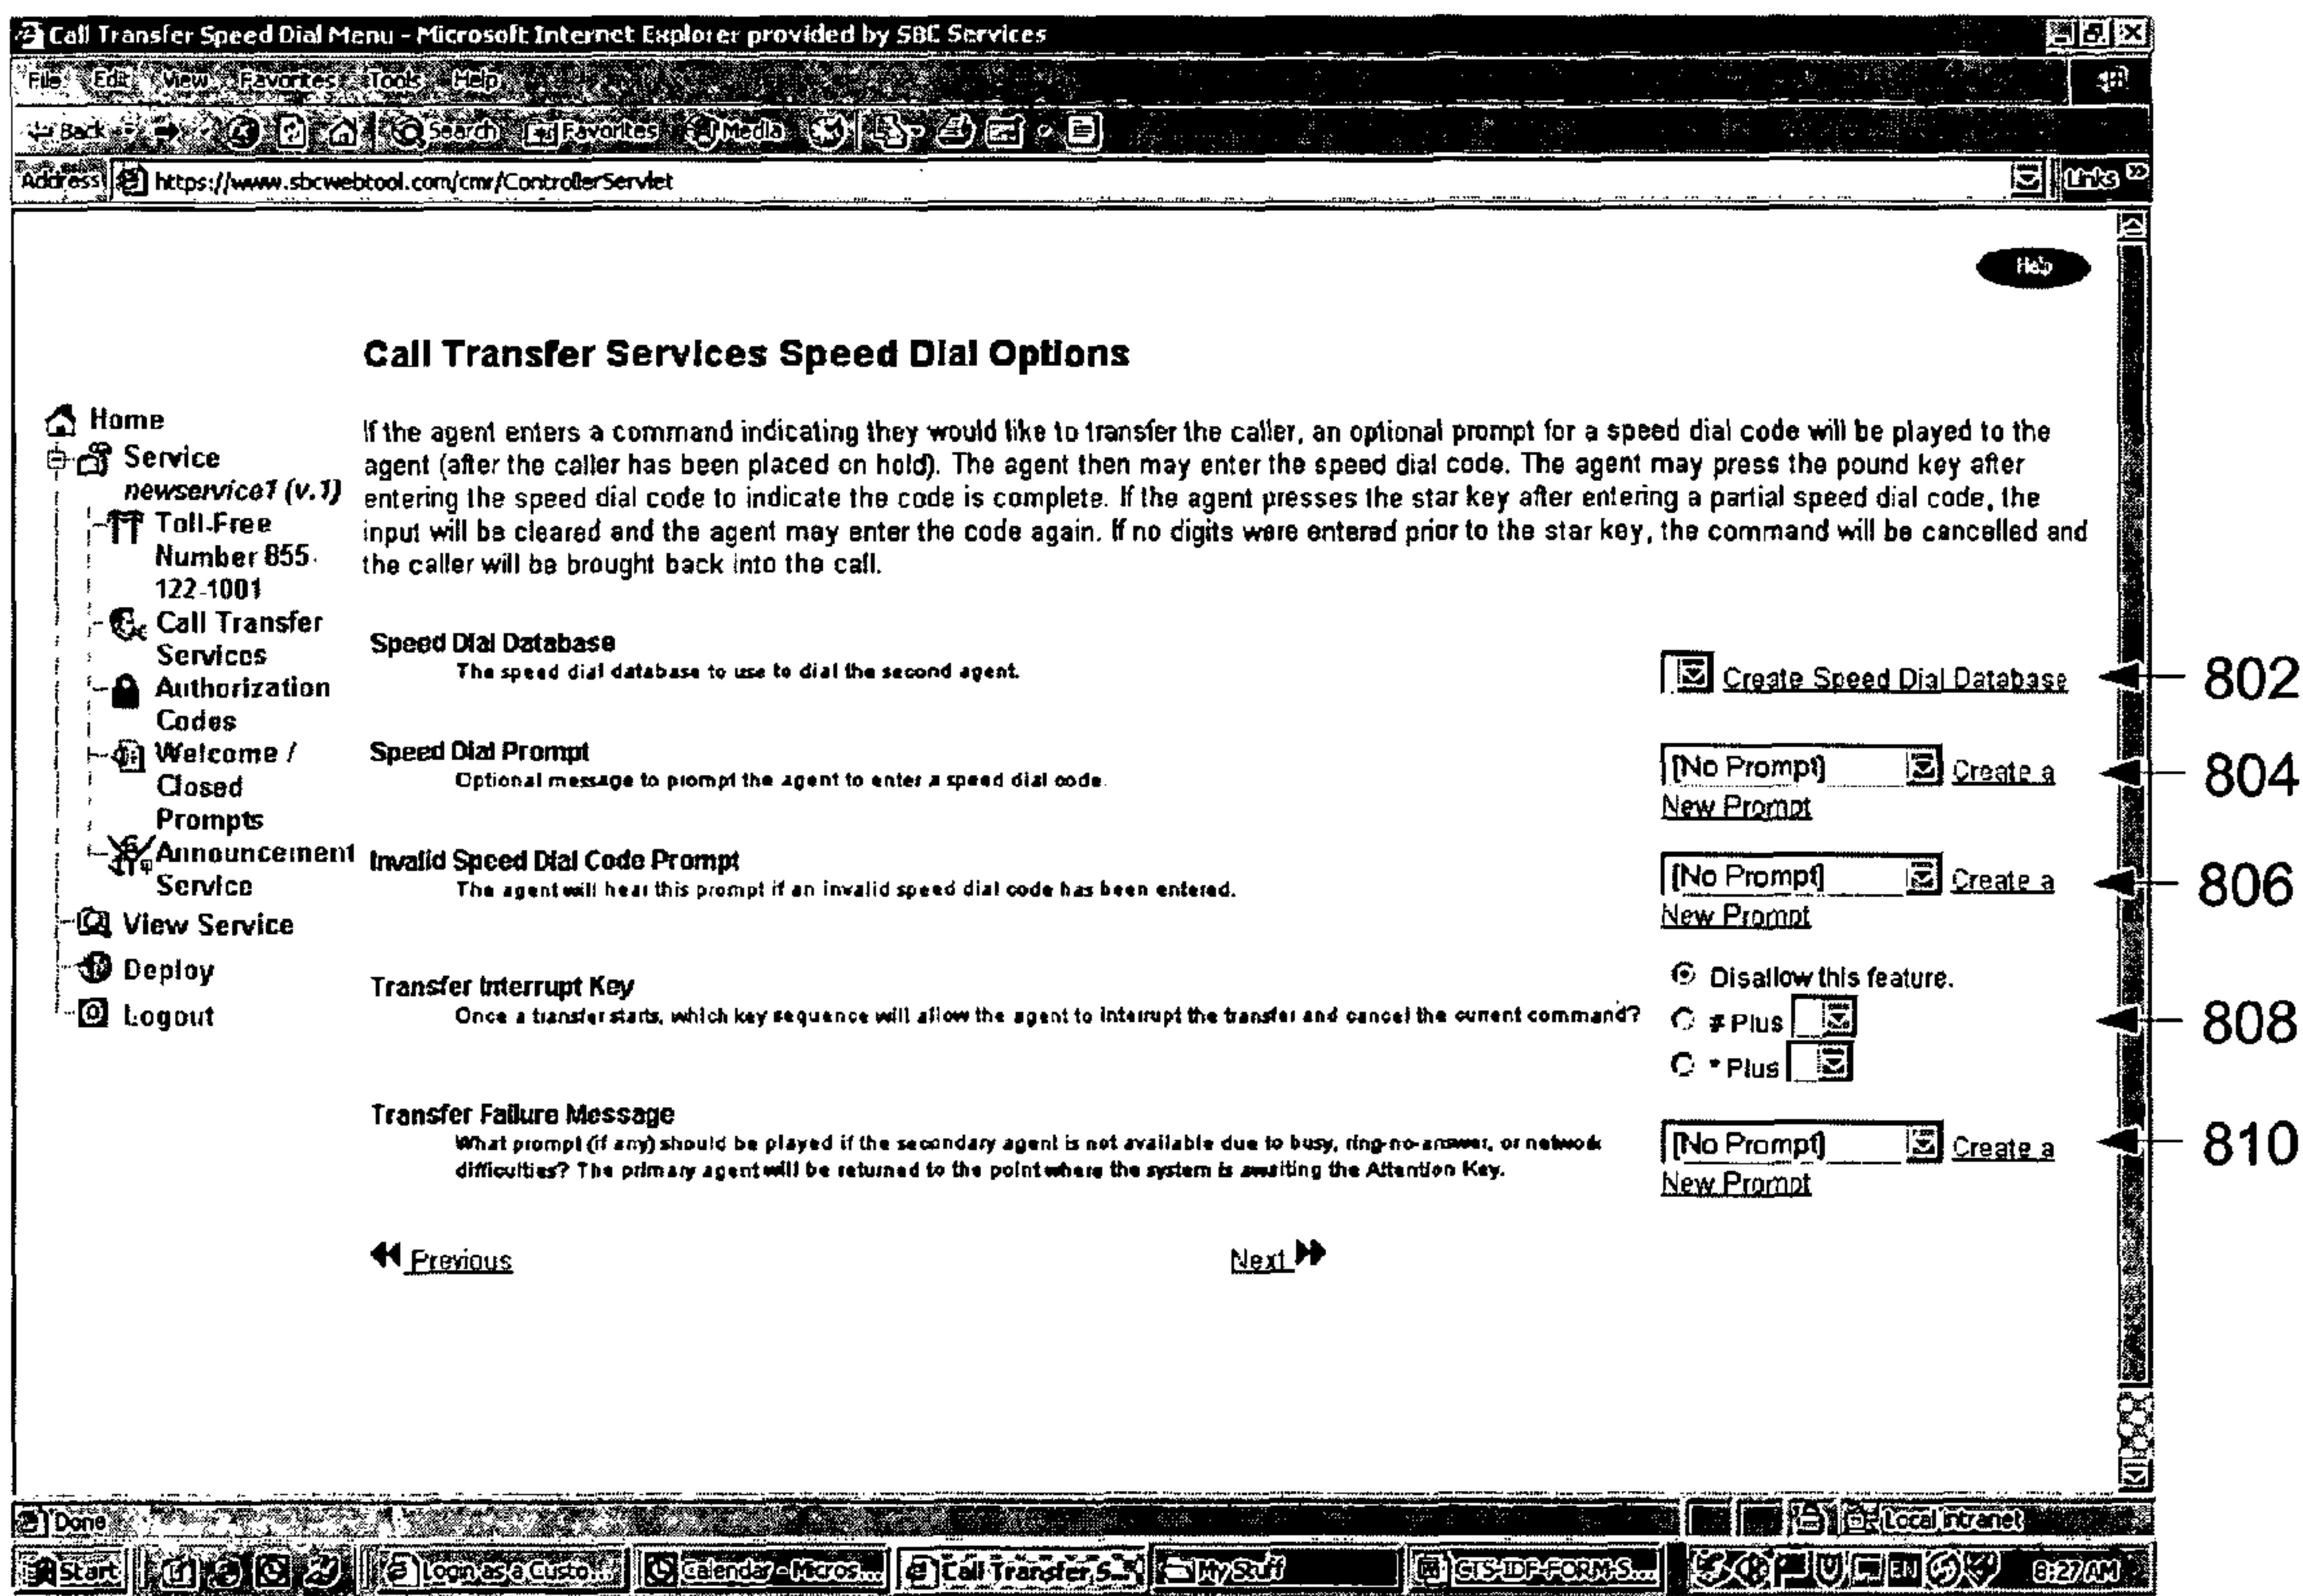 Call Transfer Speed Dial Menu - Microsoft Internet Explorer provided by SBC Services
File Edit View Favorites Tools Help
Back Search Favorites Media
Address https://www.sbcwebtool.com/cmr/ControllerServlet Links »
Help
Call Transfer Services Speed Dial Options
Home
Service
newservice1 (v.1)
Toll-Free
Number 855-
122-1001
Call Transfer
Services
Authorization
Codes
Welcome /
Closed
Prompts
Announcement
Service
View Service
Deploy
Logout
If the agent enters a command indicating they would like to transfer the caller, an optional prompt for a speed dial code will be played to the
agent (after the caller has been placed on hold). The agent then may enter the speed dial code. The agent may press the pound key after
entering the speed dial code to indicate the code is complete. If the agent presses the star key after entering a partial speed dial code, the
input will be cleared and the agent may enter the code again. If no digits were entered prior to the star key, the command will be cancelled and
the caller will be brought back into the call.
Speed Dial Database
The speed dial database to use to dial the second agent.
Create Speed Dial Database
802
Speed Dial Prompt
Optional message to prompt the agent to enter a speed dial code.
[No Prompt] Create a
New Prompt
804
Invalid Speed Dial Code Prompt
The agent will hear this prompt if an invalid speed dial code has been entered.
[No Prompt] Create a
New Prompt
806
Transfer Interrupt Key
Once a transfer starts, which key sequence will allow the agent to interrupt the transfer and cancel the current command?
Disallow this feature.
# Plus
* Plus
808
Transfer Failure Message
What prompt (if any) should be played if the secondary agent is not available due to busy, ring-no-answer, or network
difficulties? The primary agent will be returned to the point where the system is awaiting the Attention Key.
[No Prompt] Create a
New Prompt
810
Previous Next
Done Local intranet
Start Login as a Custo... Calendar - Micros... Call Transfer S... My Stuff STS-IDF-FORM-S... EN 8:27 AM